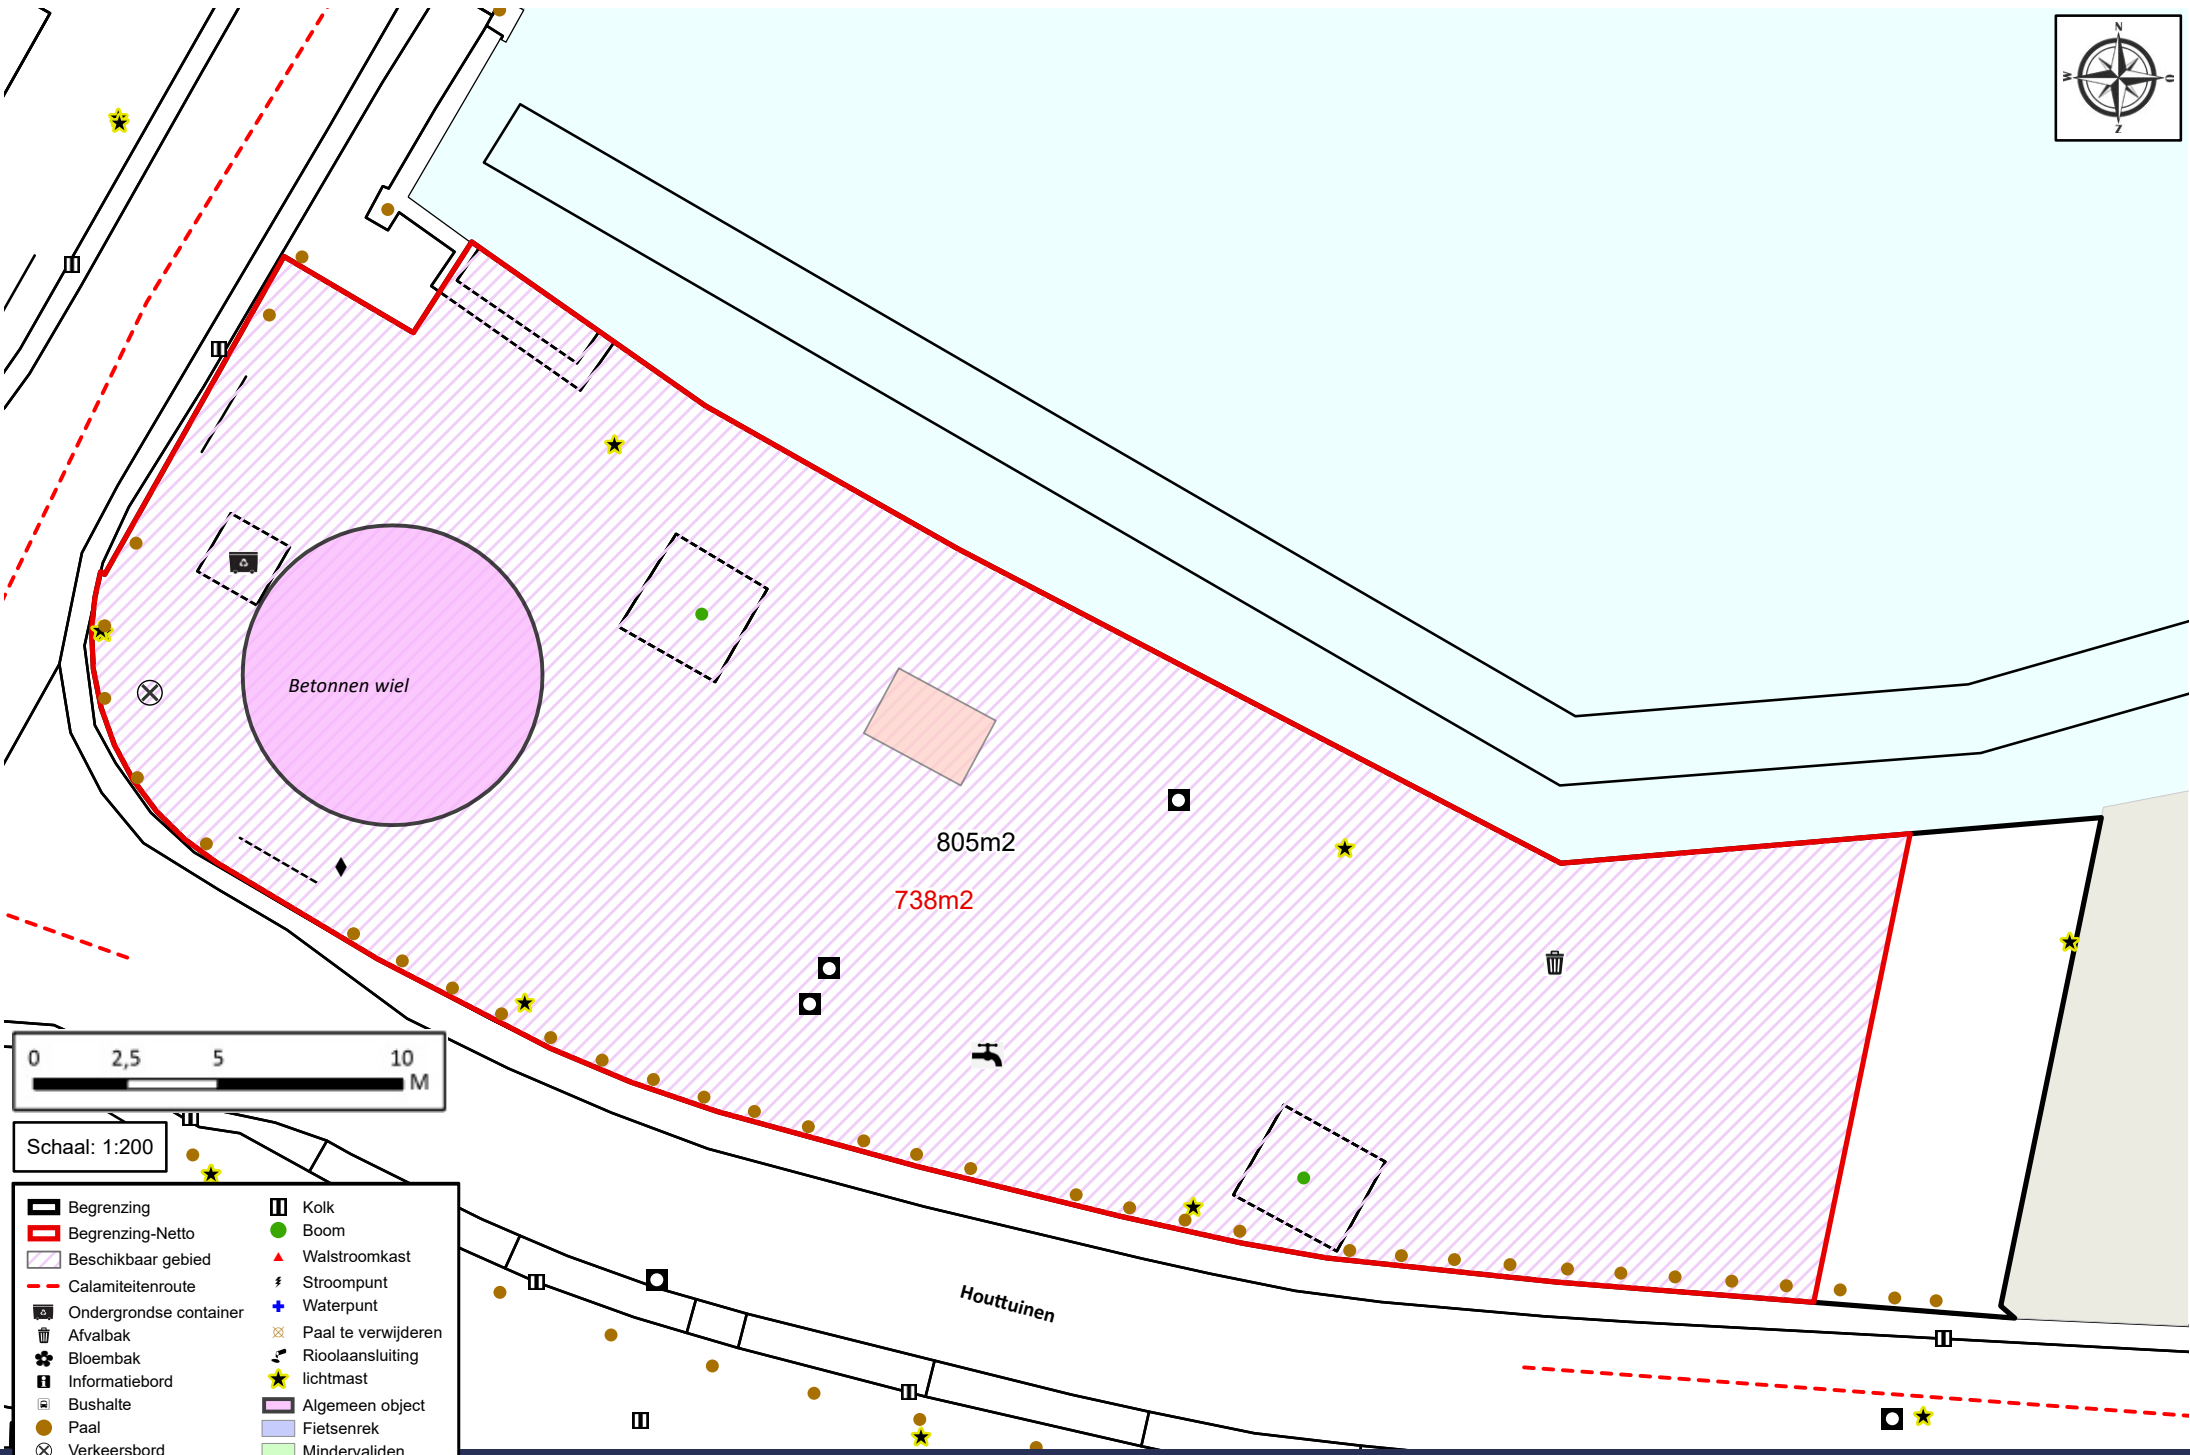 N
W
O
Z
Betonnen wiel
805m2
738m2
Houttuinen
0 2,5 5 10
M
Schaal: 1:200
Begrenzing
Begrenzing-Netto
Beschikbaar gebied
Calamiteitenroute
Ondergrondse container
Afvalbak
Bloembak
Informatiebord
Bushalte
Paal
Verkeersbord
Kolk
Boom
Walstroomkast
Stroompunt
Waterpunt
Paal te verwijderen
Rioolaansluiting
lichtmast
Algemeen object
Fietsenrek
Mindervaliden